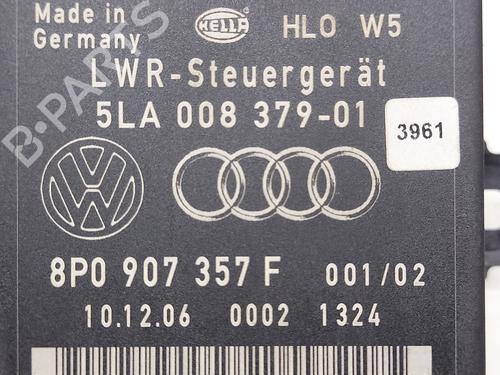 Made in
Germany
HELLA
HLO W5
LWR-Steuergerät
5LA 008 379-01
3961
8P0 907 357 F 001/02
10.12.06 0002 1324
B-PARTS